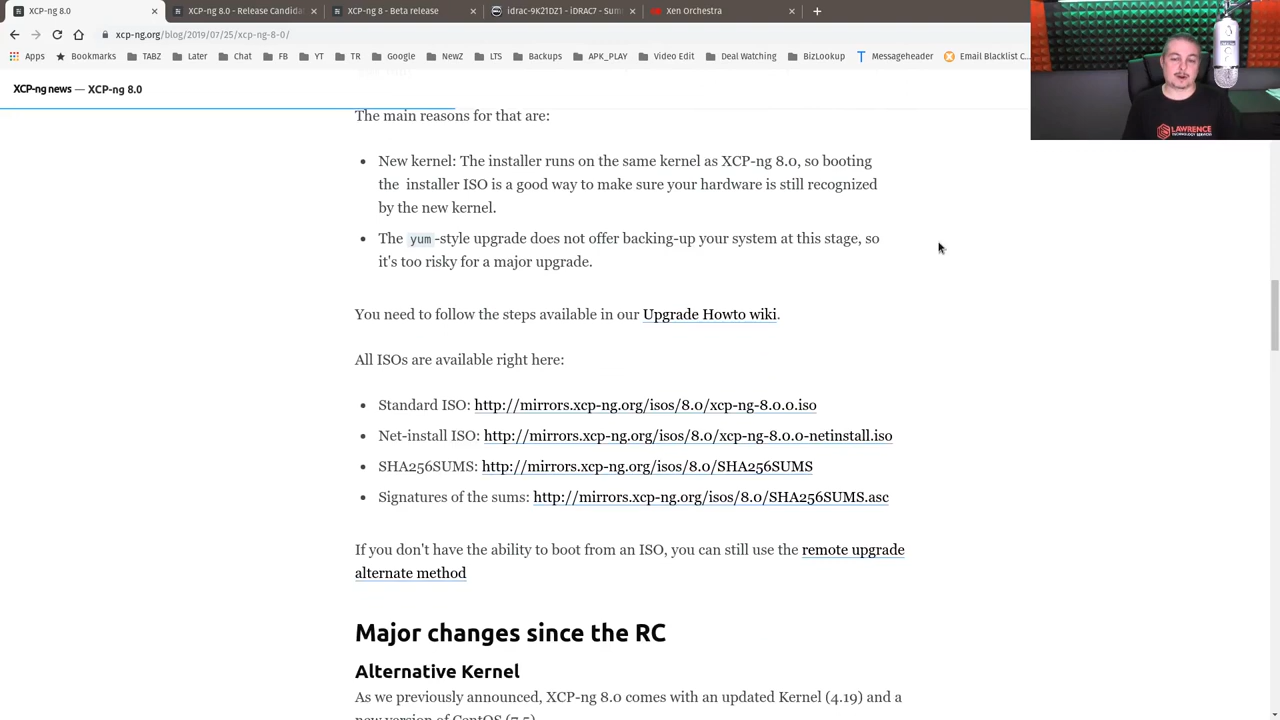 XCP-ng 8.0
XCP-ng 8.0 - Release Candida
XCP-ng 8 - Beta release
idrac-9K21DZ1 - iDRAC7 - Sum
Xen Orchestra
xcp-ng.org/blog/2019/07/25/xcp-ng-8-0/
Apps Bookmarks TABZ Later Chat FB YT TR Google NewZ LTS Backups APK_PLAY Video Edit Deal Watching BizLookup Messageheader Email Blacklist C...
XCP-ng news — XCP-ng 8.0
LAWRENCE
The main reasons for that are:
New kernel: The installer runs on the same kernel as XCP-ng 8.0, so booting
the installer ISO is a good way to make sure your hardware is still recognized
by the new kernel.
The yum-style upgrade does not offer backing-up your system at this stage, so
it's too risky for a major upgrade.
You need to follow the steps available in our Upgrade Howto wiki.
All ISOs are available right here:
Standard ISO: http://mirrors.xcp-ng.org/isos/8.0/xcp-ng-8.0.0.iso
Net-install ISO: http://mirrors.xcp-ng.org/isos/8.0/xcp-ng-8.0.0-netinstall.iso
SHA256SUMS: http://mirrors.xcp-ng.org/isos/8.0/SHA256SUMS
Signatures of the sums: http://mirrors.xcp-ng.org/isos/8.0/SHA256SUMS.asc
If you don't have the ability to boot from an ISO, you can still use the remote upgrade
alternate method
Major changes since the RC
Alternative Kernel
As we previously announced, XCP-ng 8.0 comes with an updated Kernel (4.19) and a
new version of CentOS (7.5)